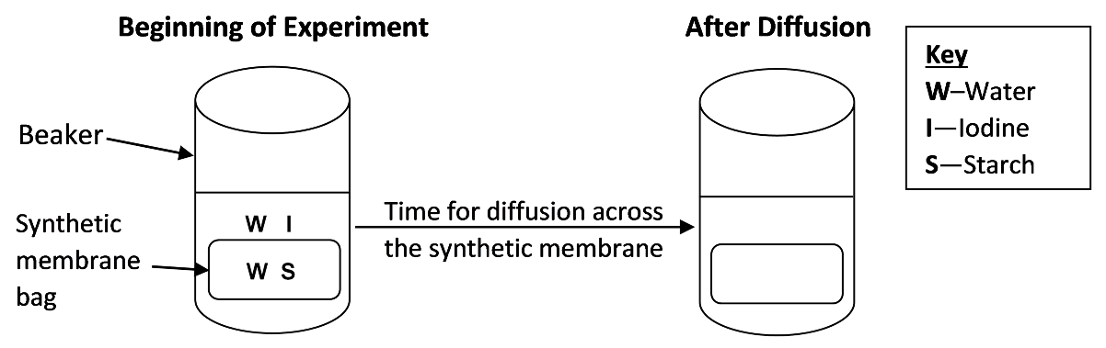 Beginning of Experiment
After Diffusion
Key
W–Water
I—Iodine
S—Starch
Beaker
Synthetic
membrane
bag
W I
W S
Time for diffusion across
the synthetic membrane